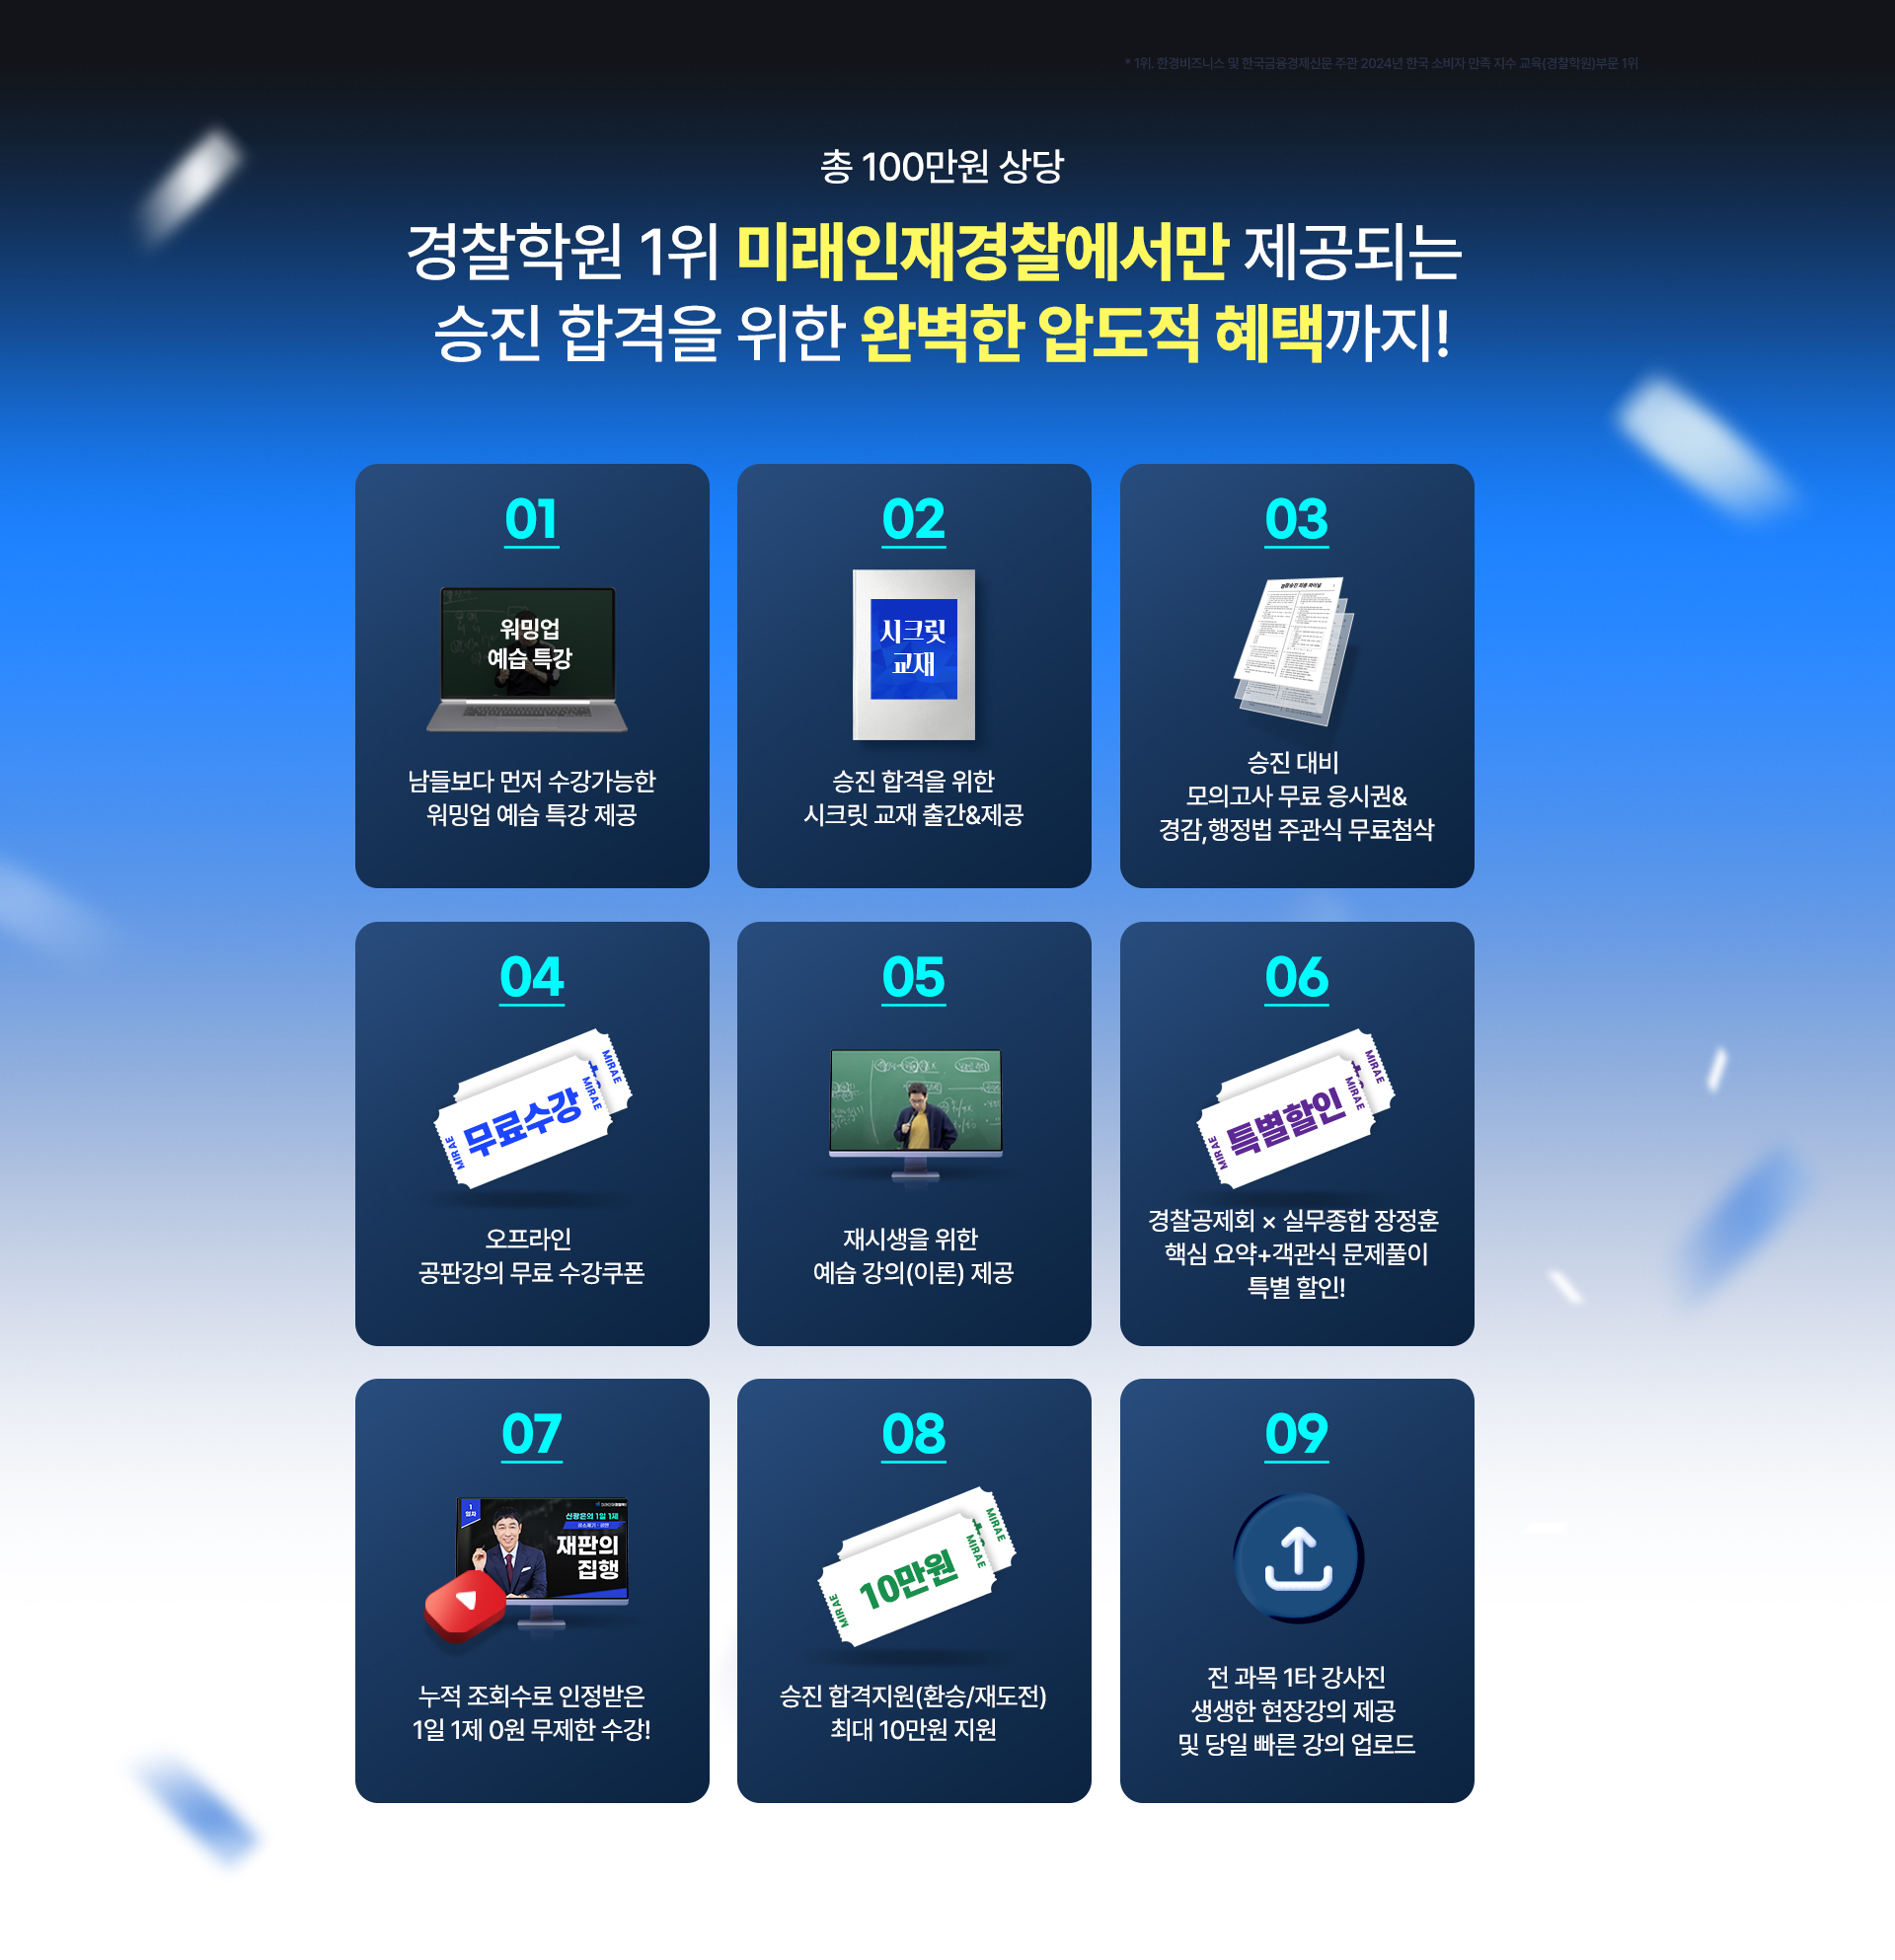 * 1위. 한경비즈니스 및 한국금융경제신문 주관 2024년 한국 소비자 만족 지수 교육(경찰학원)부문 1위
총 100만원 상당
경찰학원 1위 미래인재경찰에서만 제공되는
승진 합격을 위한 완벽한 압도적 혜택까지!
01
워밍업
예습 특강
남들보다 먼저 수강가능한
워밍업 예습 특강 제공
02
시크릿
교재
승진 합격을 위한
시크릿 교재 출간&제공
03
승진 대비
모의고사 무료 응시권&
경감,행정법 주관식 무료첨삭
04
MIRAE
MIRAE
무료수강
MIRAE
오프라인
공판강의 무료 수강쿠폰
05
재시생을 위한
예습 강의(이론) 제공
06
MIRAE
MIRAE
특별할인
MIRAE
경찰공제회 × 실무종합 장정훈
핵심 요약+객관식 문제풀이
특별 할인!
07
1
일차
신광은의 1일 1제
재판의
집행
누적 조회수로 인정받은
1일 1제 0원 무제한 수강!
08
MIRAE
MIRAE
10만원
MIRAE
승진 합격지원(환승/재도전)
최대 10만원 지원
09
전 과목 1타 강사진
생생한 현장강의 제공
및 당일 빠른 강의 업로드